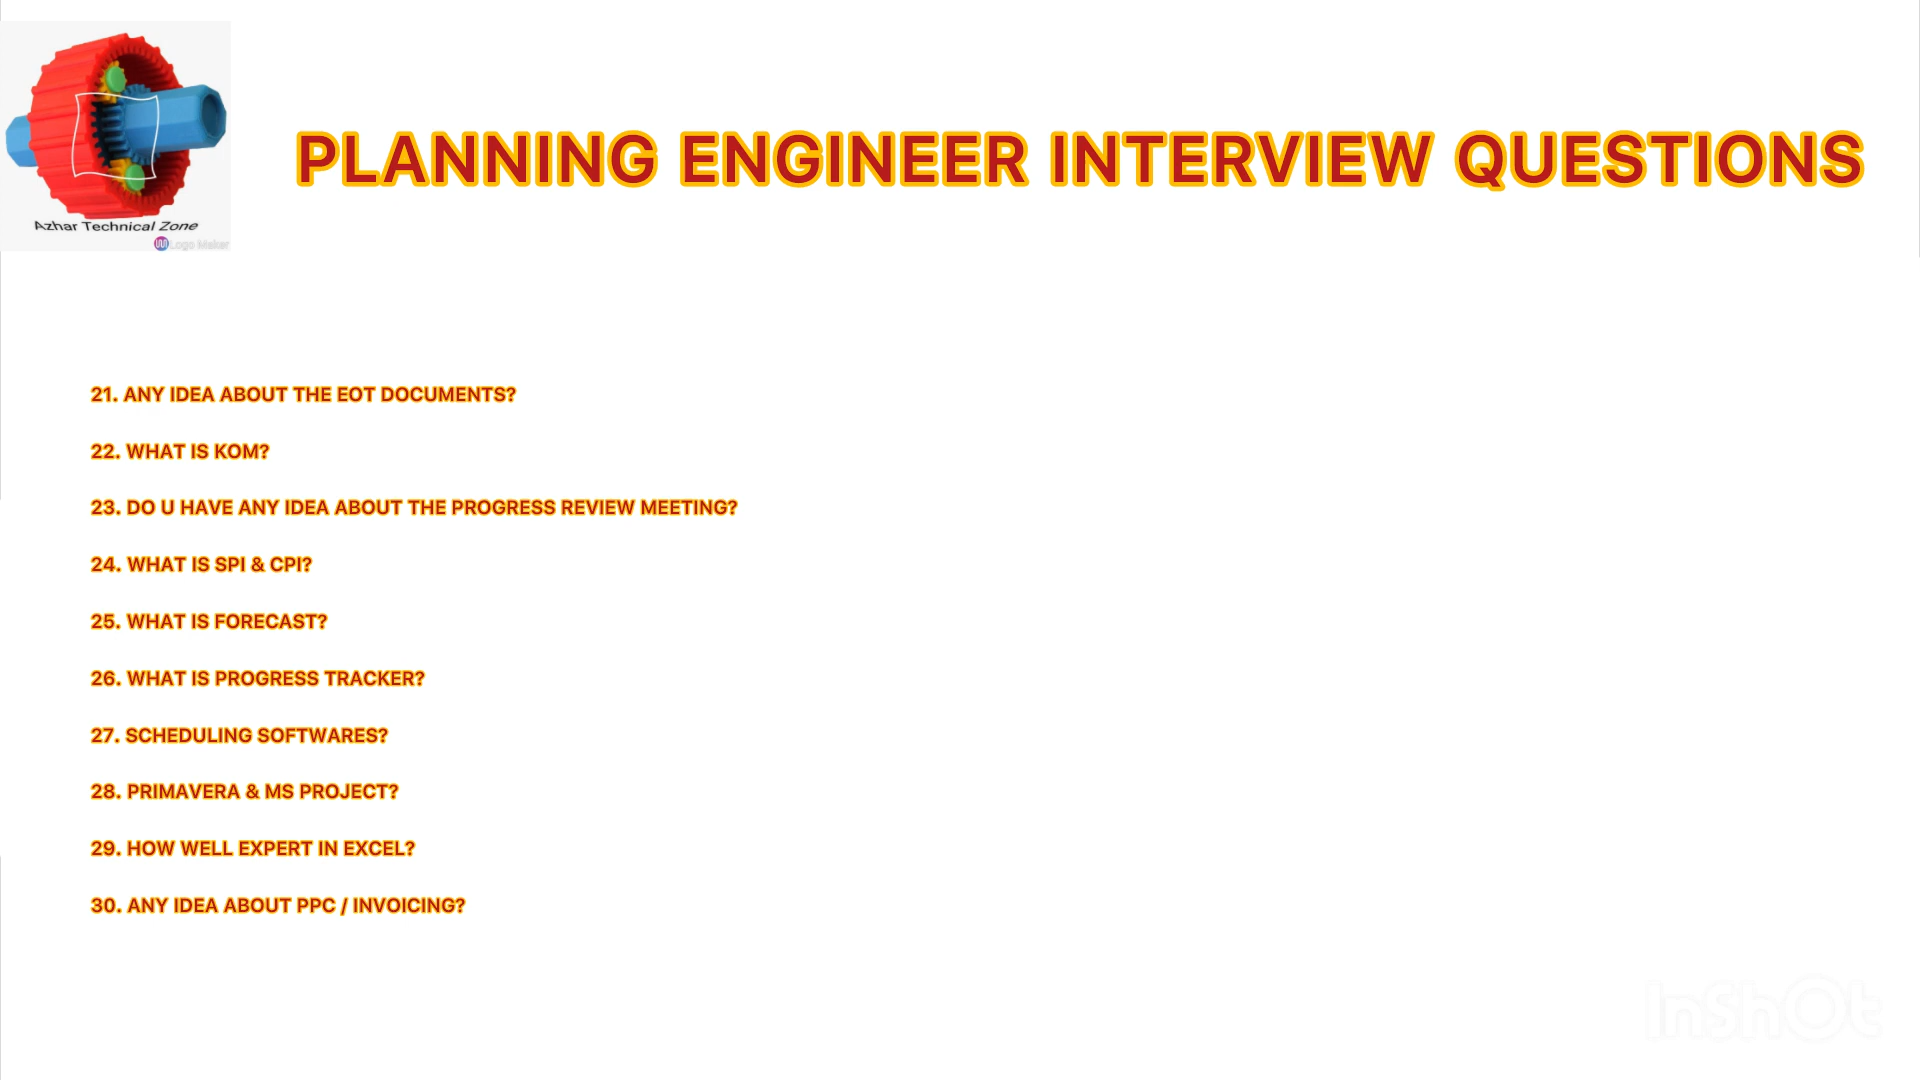 Azhar Technical Zone
Logo Maker
PLANNING ENGINEER INTERVIEW QUESTIONS
21. ANY IDEA ABOUT THE EOT DOCUMENTS?
22. WHAT IS KOM?
23. DO U HAVE ANY IDEA ABOUT THE PROGRESS REVIEW MEETING?
24. WHAT IS SPI & CPI?
25. WHAT IS FORECAST?
26. WHAT IS PROGRESS TRACKER?
27. SCHEDULING SOFTWARES?
28. PRIMAVERA & MS PROJECT?
29. HOW WELL EXPERT IN EXCEL?
30. ANY IDEA ABOUT PPC / INVOICING?
InShOt